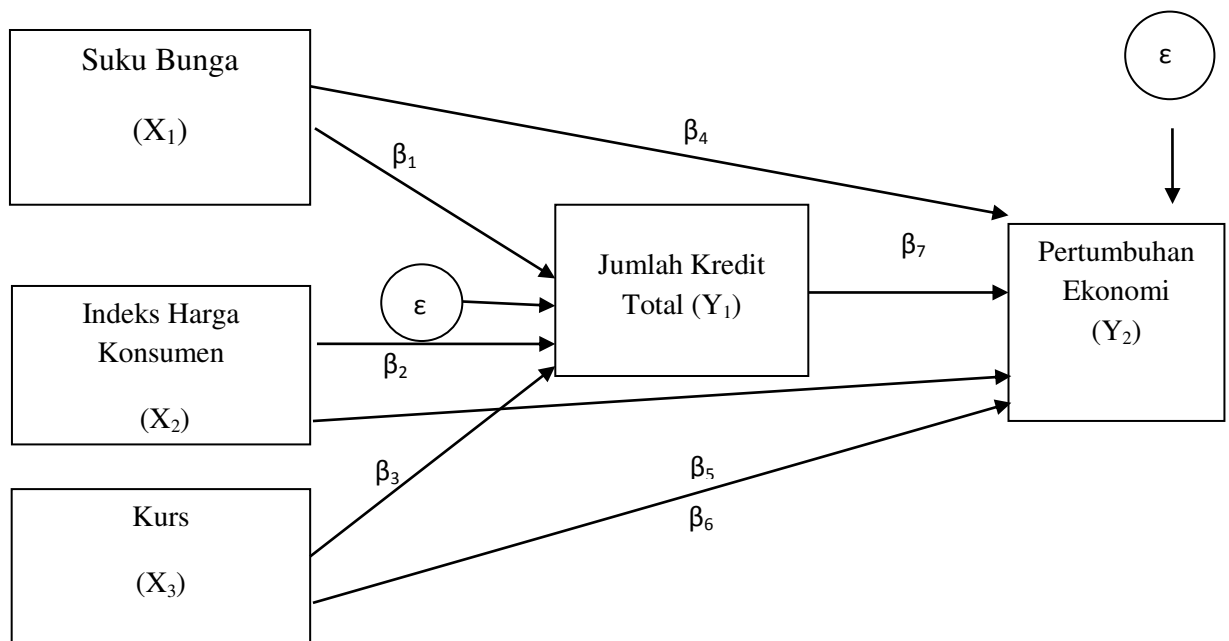 Suku Bunga
(X₁)
ε
β₄
β₁
Jumlah Kredit
Total (Y₁)
β₇
Pertumbuhan
Ekonomi
(Y₂)
ε
Indeks Harga
Konsumen
(X₂)
β₂
β₃
β₅
β₆
Kurs
(X₃)